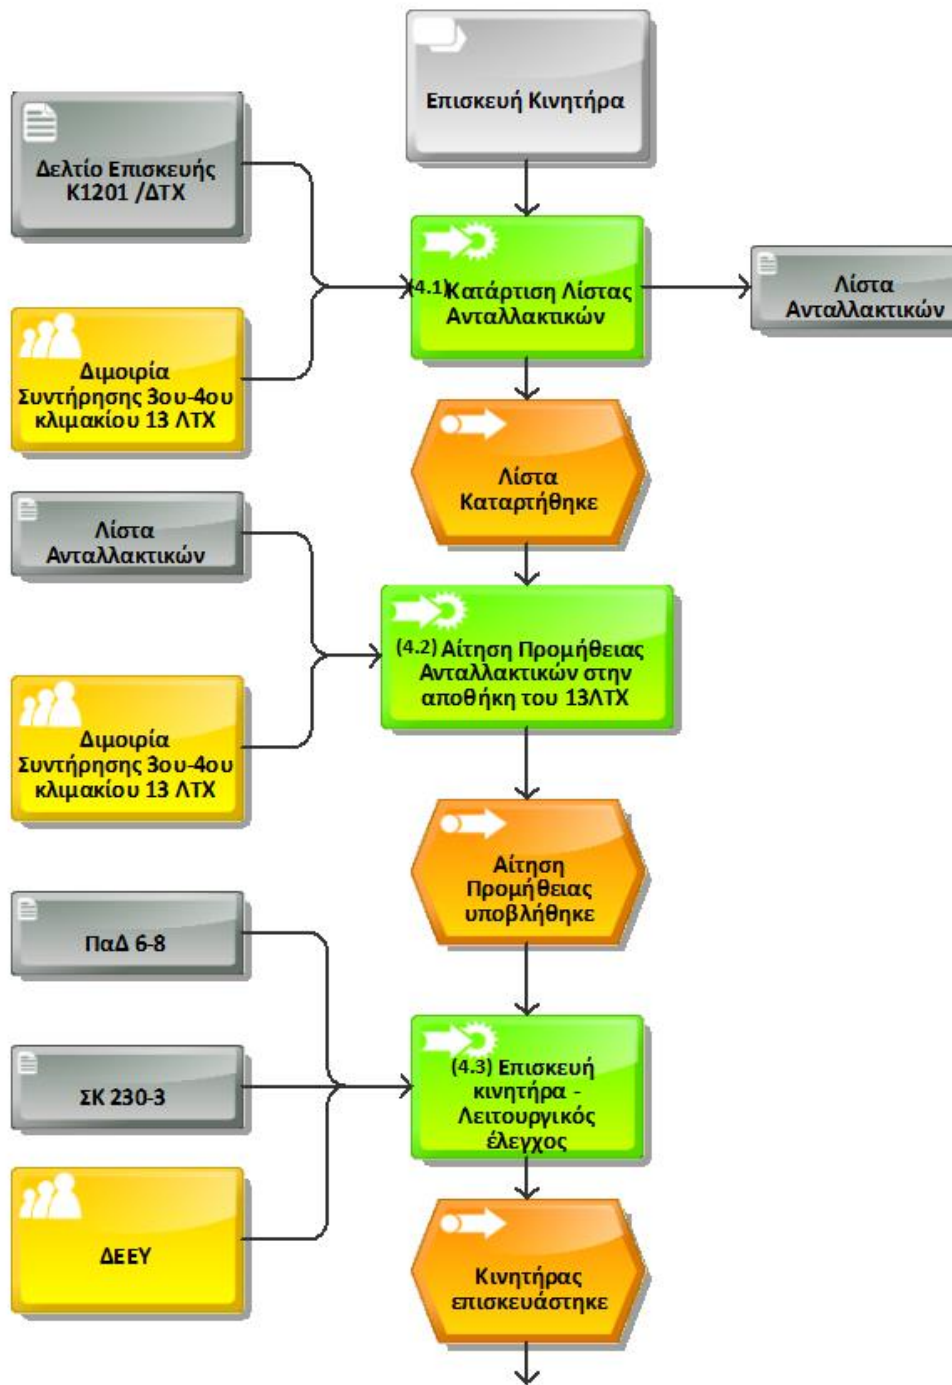 Επισκευή Κινητήρα
Δελτίο Επισκευής
Κ1201 /ΔΤΧ
(4.1) Κατάρτιση Λίστας
Ανταλλακτικών
Λίστα
Ανταλλακτικών
Διμοιρία
Συντήρησης 3ου-4ου
κλιμακίου 13 ΛΤΧ
Λίστα
Καταρτήθηκε
Λίστα
Ανταλλακτικών
(4.2) Αίτηση Προμήθειας
Ανταλλακτικών στην
αποθήκη του 13ΛΤΧ
Διμοιρία
Συντήρησης 3ου-4ου
κλιμακίου 13 ΛΤΧ
Αίτηση
Προμήθειας
υποβλήθηκε
ΠαΔ 6-8
ΣΚ 230-3
(4.3) Επισκευή
κινητήρα -
Λειτουργικός
έλεγχος
ΔΕΕΥ
Κινητήρας
επισκευάστηκε